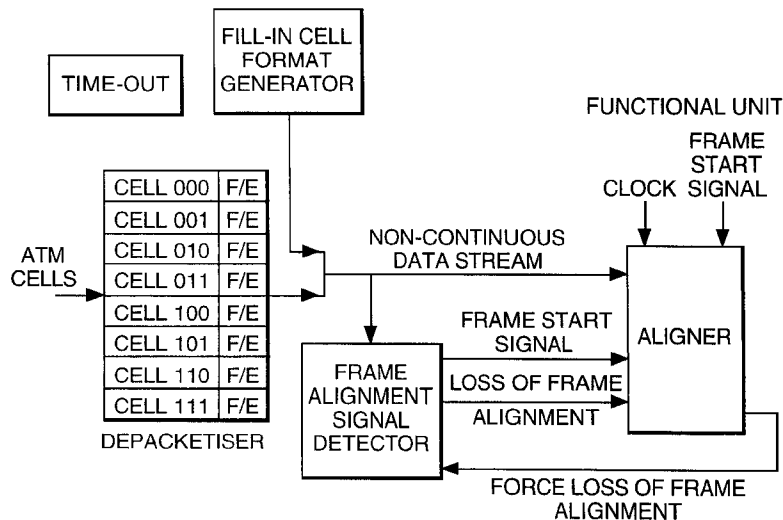 FILL-IN CELL
FORMAT
GENERATOR
TIME-OUT
FUNCTIONAL UNIT
FRAME
START
SIGNAL
CLOCK
CELL 000 F/E
CELL 001 F/E
CELL 010 F/E
CELL 011 F/E
CELL 100 F/E
CELL 101 F/E
CELL 110 F/E
CELL 111 F/E
ATM
CELLS
DEPACKETISER
NON-CONTINUOUS
DATA STREAM
FRAME START
SIGNAL
LOSS OF FRAME
ALIGNMENT
FRAME
ALIGNMENT
SIGNAL
DETECTOR
ALIGNER
FORCE LOSS OF FRAME
ALIGNMENT